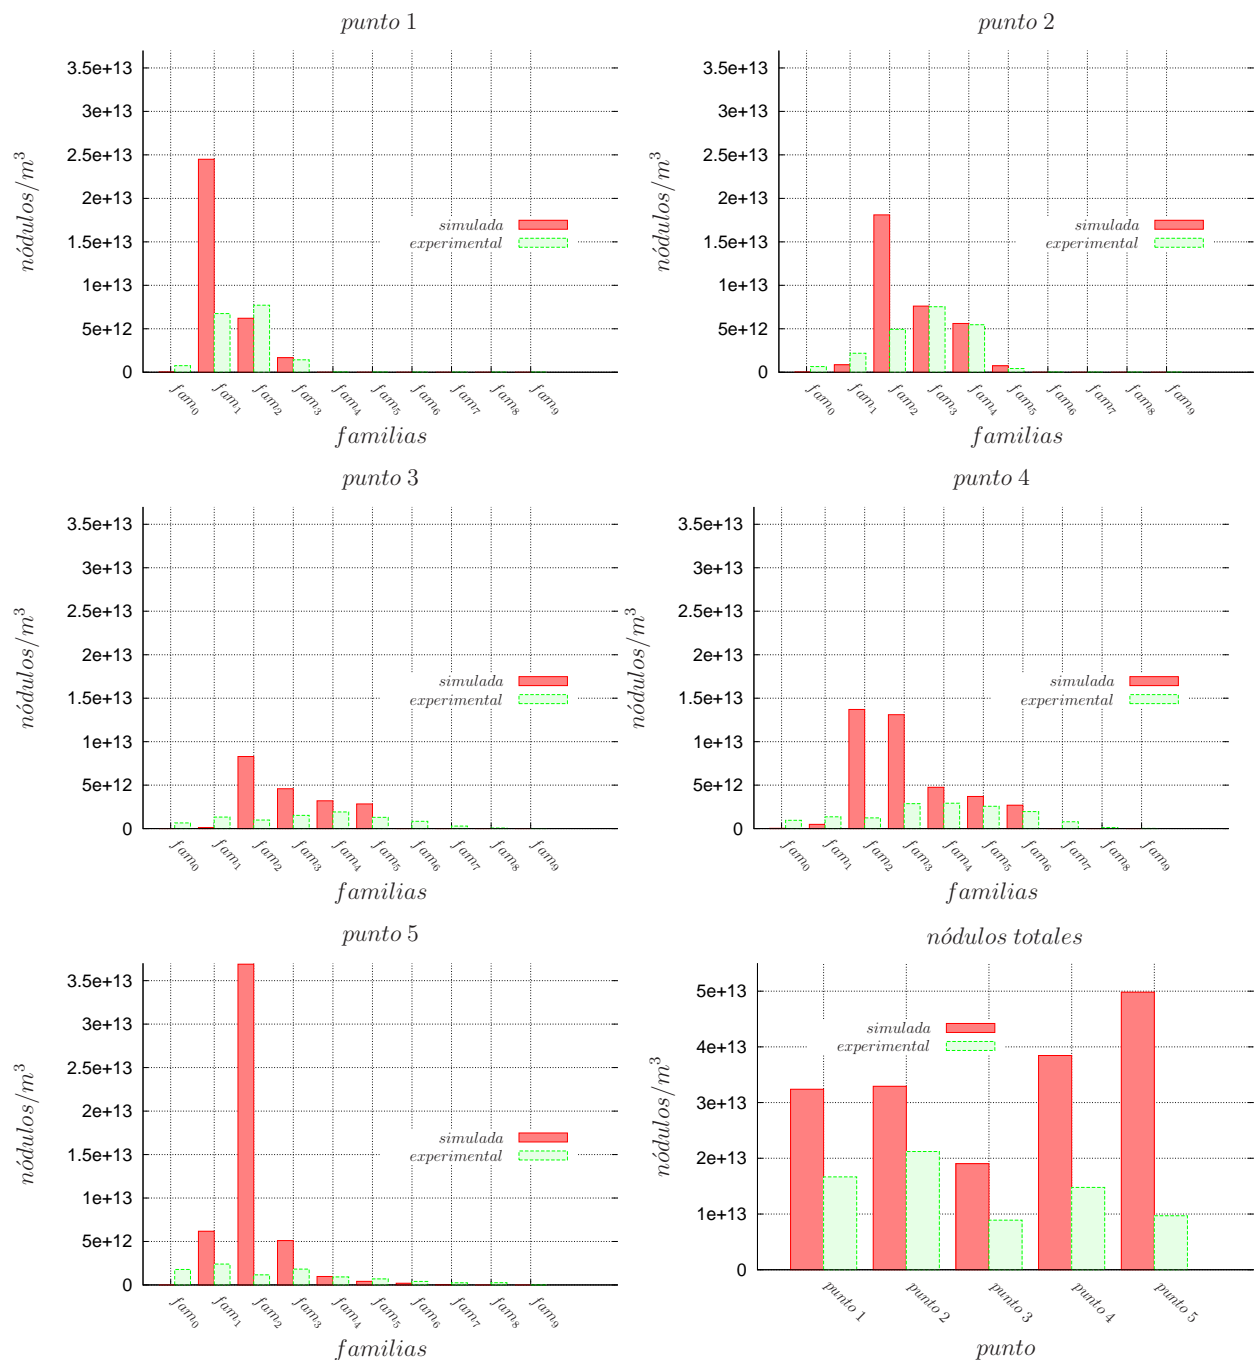 punto 1
3.5e+13
3e+13
2.5e+13
2e+13
1.5e+13
1e+13
5e+12
0
nódulos/m³
simulada
experimental
fam₀ fam₁ fam₂ fam₃ fam₄ fam₅ fam₆ fam₇ fam₈ fam₉
familias
punto 2
3.5e+13
3e+13
2.5e+13
2e+13
1.5e+13
1e+13
5e+12
0
nódulos/m³
simulada
experimental
fam₀ fam₁ fam₂ fam₃ fam₄ fam₅ fam₆ fam₇ fam₈ fam₉
familias
punto 3
3.5e+13
3e+13
2.5e+13
2e+13
1.5e+13
1e+13
5e+12
0
nódulos/m³
simulada
experimental
fam₀ fam₁ fam₂ fam₃ fam₄ fam₅ fam₆ fam₇ fam₈ fam₉
familias
punto 4
3.5e+13
3e+13
2.5e+13
2e+13
1.5e+13
1e+13
5e+12
0
nódulos/m³
simulada
experimental
fam₀ fam₁ fam₂ fam₃ fam₄ fam₅ fam₆ fam₇ fam₈ fam₉
familias
punto 5
3.5e+13
3e+13
2.5e+13
2e+13
1.5e+13
1e+13
5e+12
0
nódulos/m³
simulada
experimental
fam₀ fam₁ fam₂ fam₃ fam₄ fam₅ fam₆ fam₇ fam₈ fam₉
familias
nódulos totales
5e+13
4e+13
3e+13
2e+13
1e+13
0
nódulos/m³
simulada
experimental
punto 1 punto 2 punto 3 punto 4 punto 5
punto